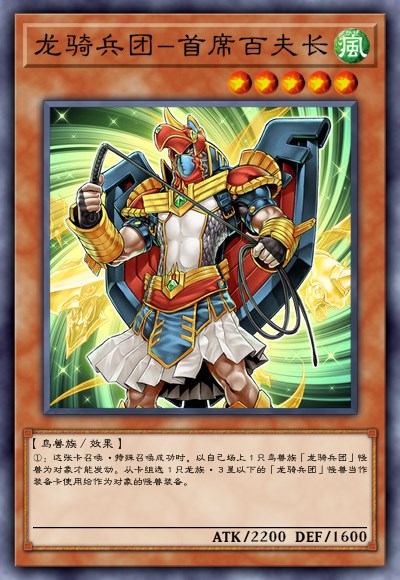 龙骑兵团-首席百夫长
風
【鸟兽族/效果】
①:这张卡召唤·特殊召唤成功时,以自己场上1只鸟兽族「龙骑兵团」怪
兽为对象才能发动。从卡组选1只龙族·3星以下的「龙骑兵团」怪兽当作
装备卡使用给作为对象的怪兽装备。
ATK/2200 DEF/1600